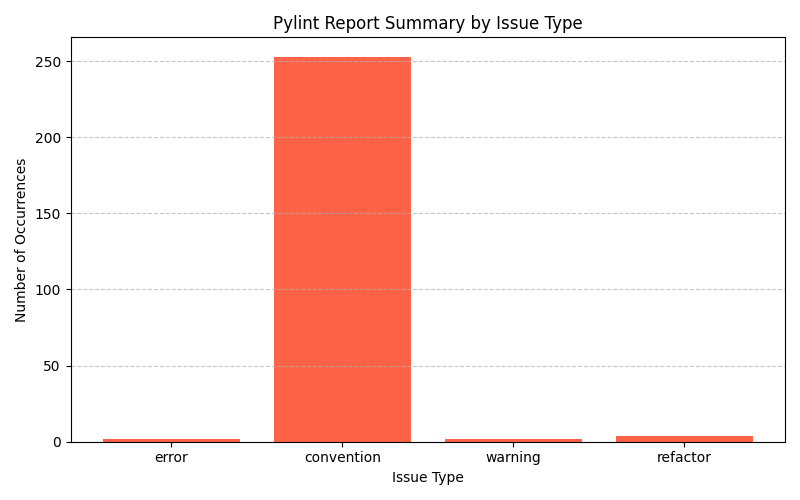 Pylint Report Summary by Issue Type
Number of Occurrences
250
200
150
100
50
0
error convention warning refactor
Issue Type